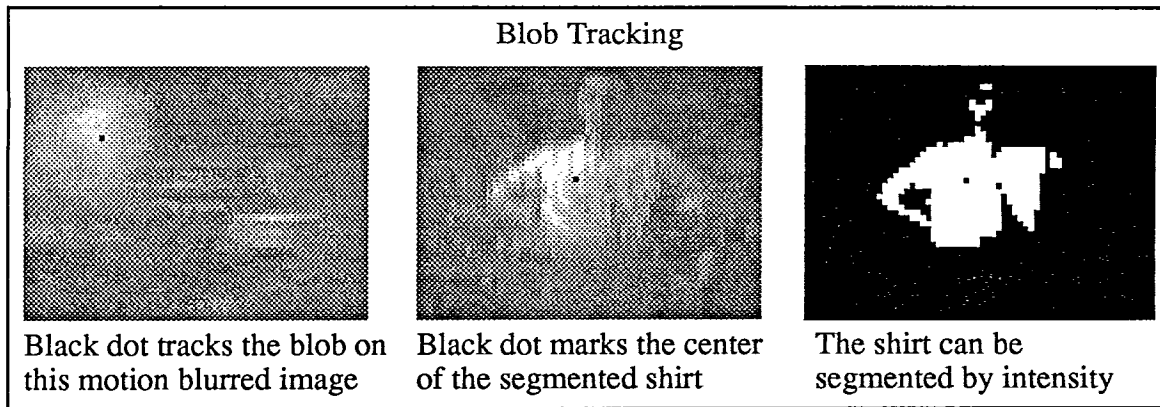 Blob Tracking
Black dot tracks the blob on
this motion blurred image
Black dot marks the center
of the segmented shirt
The shirt can be
segmented by intensity